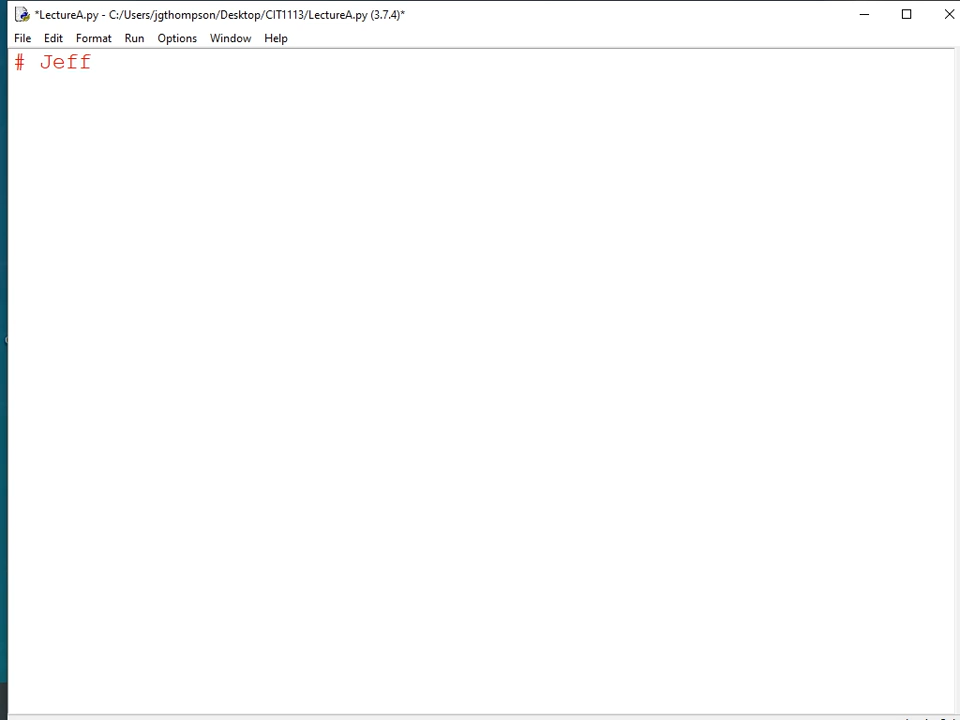 *LectureA.py - C:/Users/jgthompson/Desktop/CIT1113/LectureA.py (3.7.4)*
File Edit Format Run Options Window Help
# Jeff